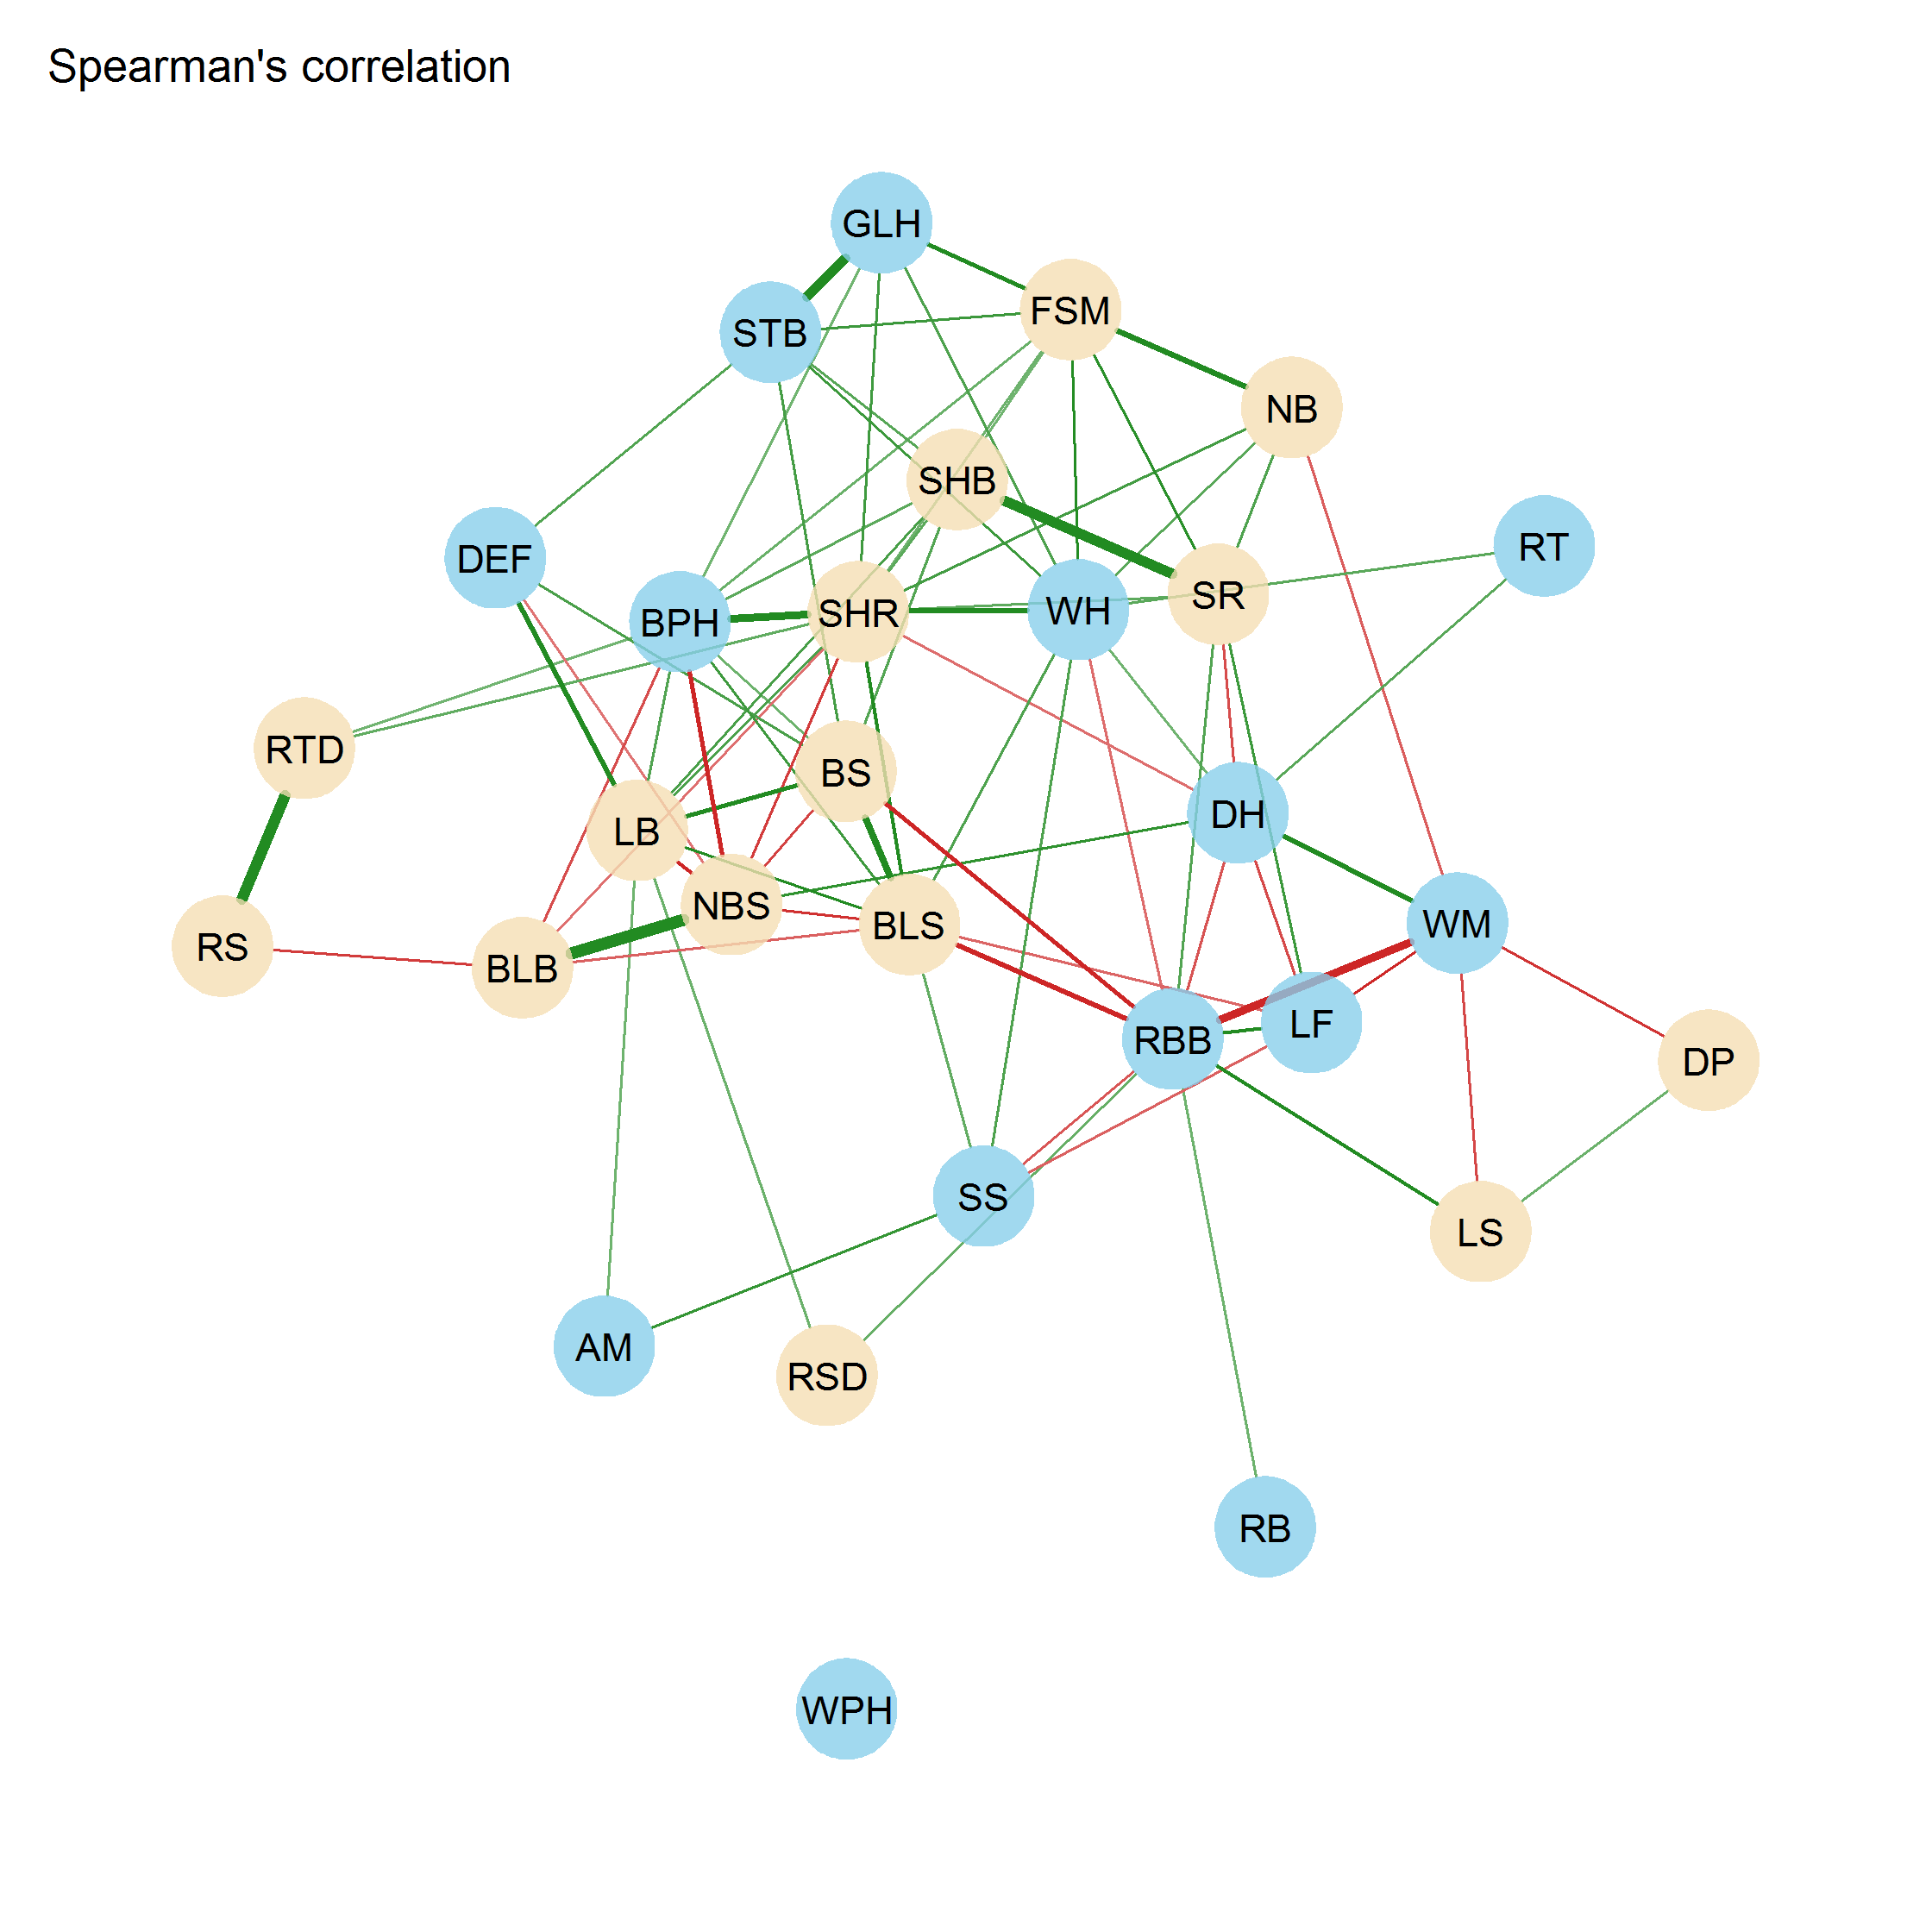 Spearman's correlation
GLH
FSM
STB
NB
SHB
RT
DEF
SR
WH
SHR
BPH
RTD
BS
DH
LB
NBS
BLS
WM
RS
BLB
LF
RBB
DP
SS
LS
AM
RSD
RB
WPH